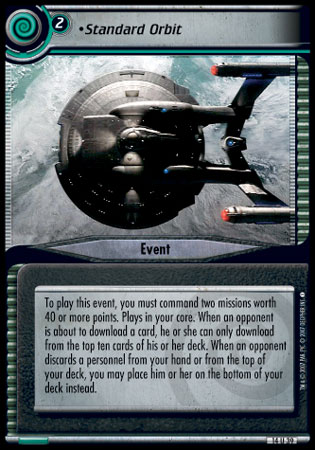 2
•Standard Orbit
Event
To play this event, you must command two missions worth
40 or more points. Plays in your core. When an opponent
is about to download a card, he or she can only download
from the top ten cards of his or her deck. When an opponent
discards a personnel from your hand or from the top of
your deck, you may place him or her on the bottom of your
deck instead.
14 U 39